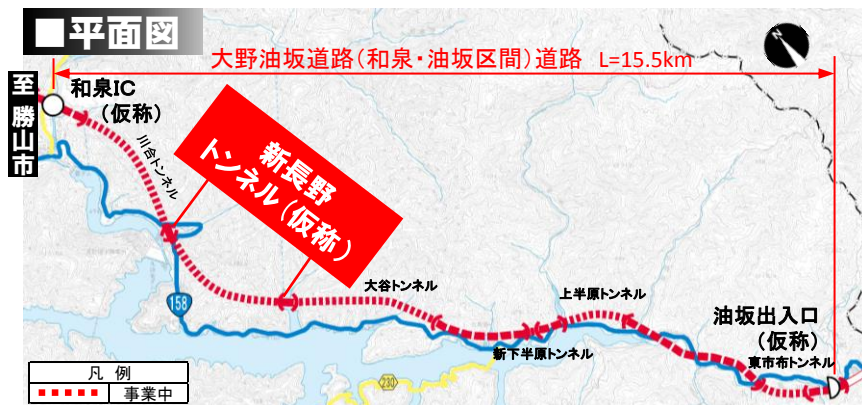 ■平面図
大野油坂道路(和泉・油坂区間)道路 L=15.5km
至 勝山市
和泉IC
(仮称)
川合トンネル
新長野
トンネル(仮称)
158
大谷トンネル
上半原トンネル
新下半原トンネル
油坂出入口
(仮称)
東市布トンネル
230
凡 例
事業中